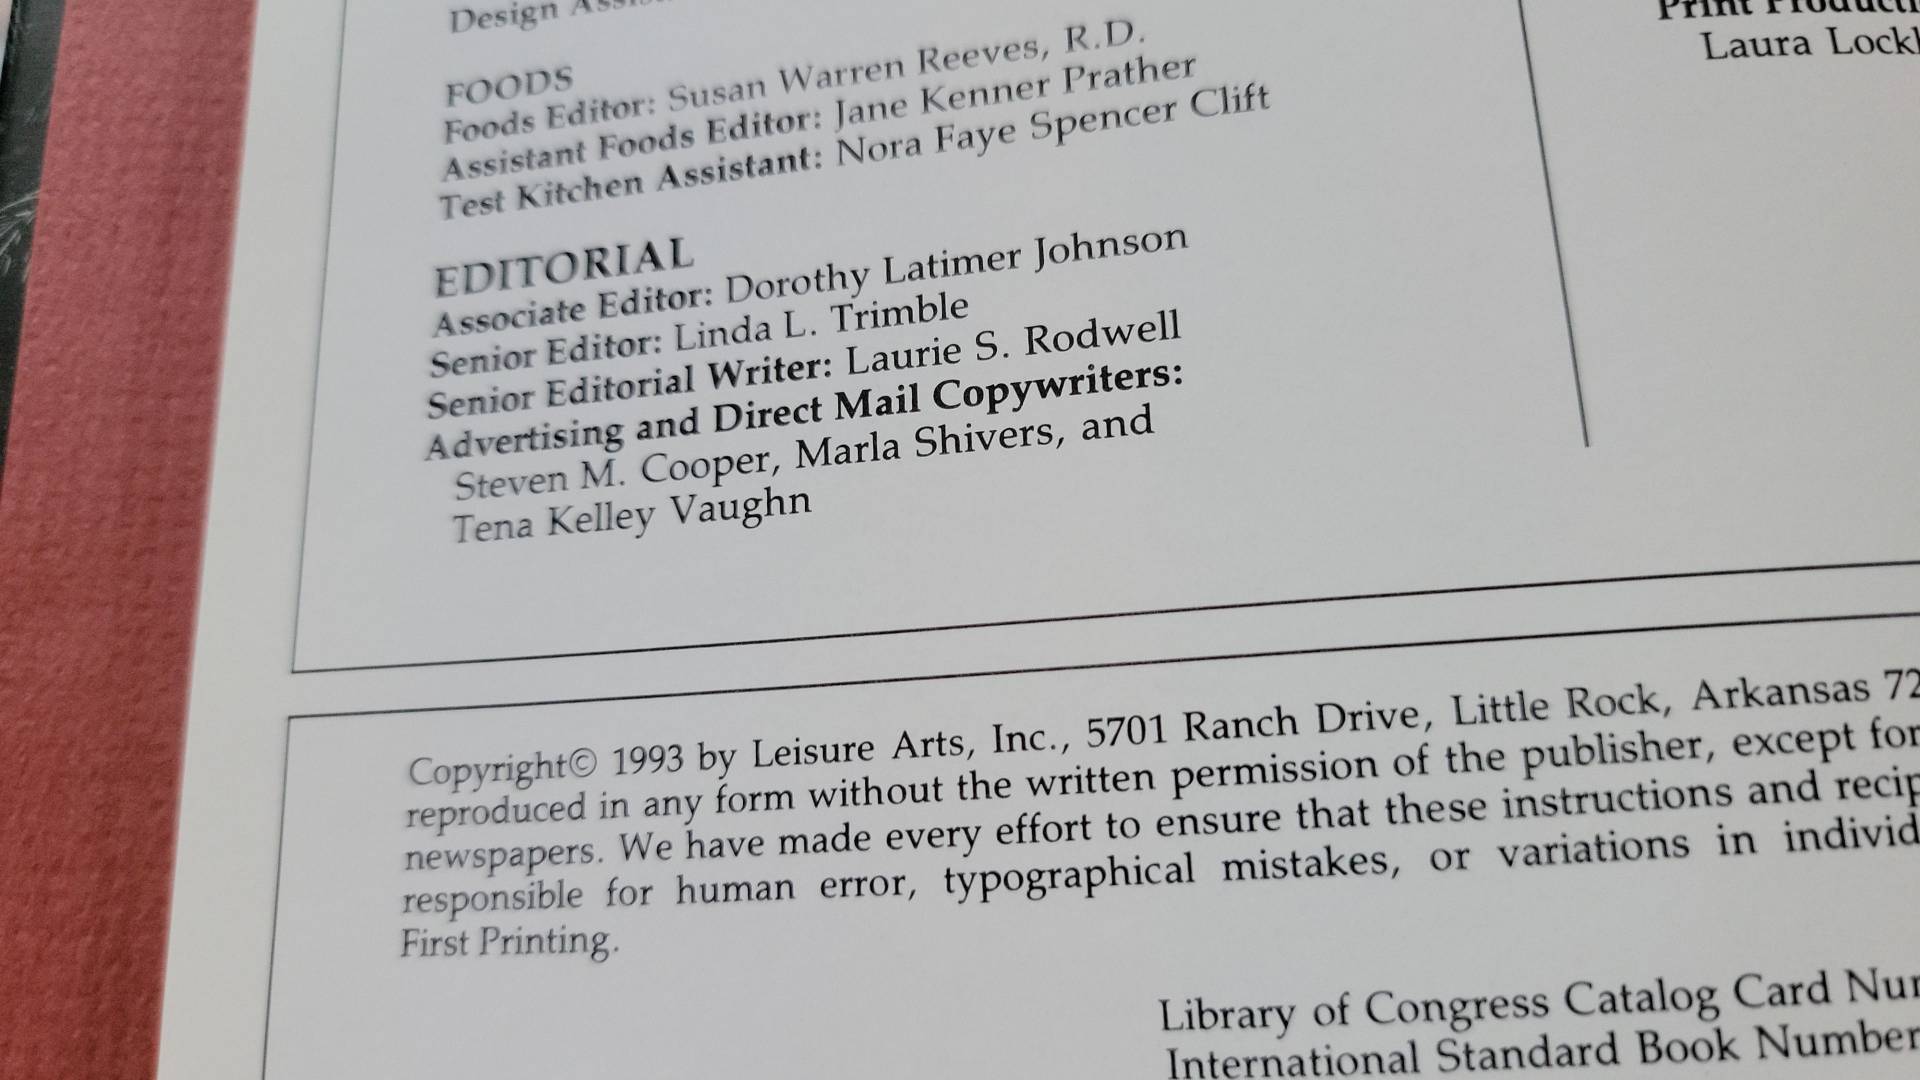 Design
FOODS
Foods Editor: Susan Warren Reeves, R.D.
Assistant Foods Editor: Jane Kenner Prather
Test Kitchen Assistant: Nora Faye Spencer Clift
EDITORIAL
Associate Editor: Dorothy Latimer Johnson
Senior Editor: Linda L. Trimble
Senior Editorial Writer: Laurie S. Rodwell
Advertising and Direct Mail Copywriters:
Steven M. Cooper, Marla Shivers, and
Tena Kelley Vaughn
Print
Laura
Copyright© 1993 by Leisure Arts, Inc., 5701 Ranch Drive, Little Rock, Arkansas 72
reproduced in any form without the written permission of the publisher, except for
newspapers. We have made every effort to ensure that these instructions and
responsible for human error, typographical mistakes, or variations in
First Printing.
Library of Congress Catalog Card
International Standard Book Number